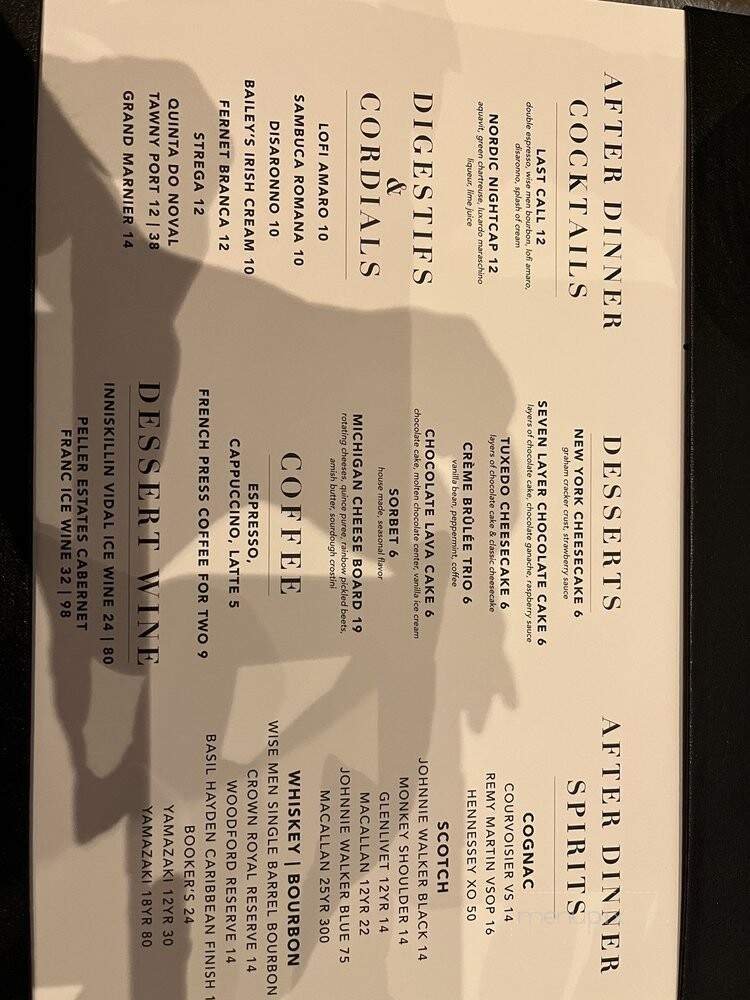 AFTER DINNER
COCKTAILS
LAST CALL 12
double espresso, wise men bourbon, lofi amaro,
disaronno, splash of cream
NORDIC NIGHTCAP 12
aquavit, green chartreuse, luxardo maraschino
liqueur, lime juice
DIGESTIFS
&
CORDIALS
LOFI AMARO 10
SAMBUCA ROMANA 10
DISARONNO 10
BAILEY'S IRISH CREAM 10
FERNET BRANCA 12
STREGA 12
QUINTA DO NOVAL
TAWNY PORT 12 | 38
GRAND MARNIER 14
DESSERTS
NEW YORK CHEESECAKE 6
graham cracker crust, strawberry sauce
SEVEN LAYER CHOCOLATE CAKE 6
layers of chocolate cake, chocolate ganache, raspberry sauce
TUXEDO CHEESECAKE 6
layers of chocolate cake & classic cheesecake
CRÈME BRÛLÉE TRIO 6
vanilla bean, peppermint, coffee
CHOCOLATE LAVA CAKE 6
chocolate cake, molten chocolate center, vanilla ice cream
SORBET 6
house made, seasonal flavor
MICHIGAN CHEESE BOARD 19
rotating cheeses, quince puree, rainbow pickled beets,
amish butter, sourdough crostini
COFFEE
ESPRESSO,
CAPPUCCINO, LATTE 5
FRENCH PRESS COFFEE FOR TWO 9
DESSERT WINE
INNISKILLIN VIDAL ICE WINE 24 | 80
PELLER ESTATES CABERNET
FRANC ICE WINE 32 | 98
AFTER DINNER
SPIRITS
COGNAC
COURVOISIER VS 14
REMY MARTIN VSOP 16
HENNESSEY XO 50
SCOTCH
JOHNNIE WALKER BLACK 14
MONKEY SHOULDER 14
GLENLIVET 12YR 14
MACALLAN 12YR 22
JOHNNIE WALKER BLUE 75
MACALLAN 25YR 300
WHISKEY | BOURBON
WISE MEN SINGLE BARREL BOURBON
CROWN ROYAL RESERVE 14
WOODFORD RESERVE 14
BASIL HAYDEN CARIBBEAN FINISH
BOOKER'S 24
YAMAZAKI 12YR 30
YAMAZAKI 18YR 80